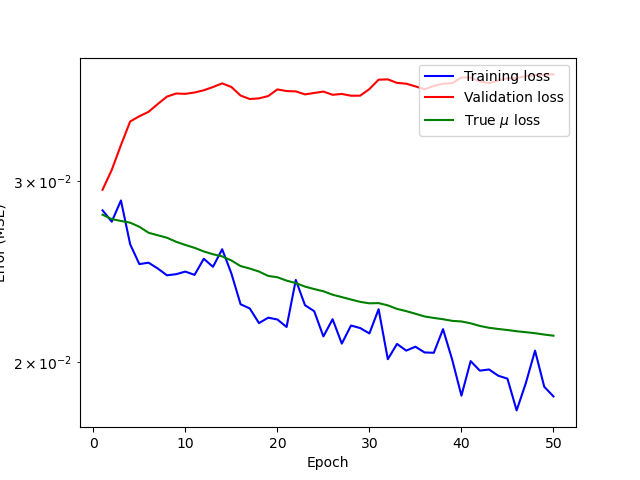 Training loss
Validation loss
True μ loss
3 × 10⁻²
2 × 10⁻²
Error (MSE)
0 10 20 30 40 50
Epoch